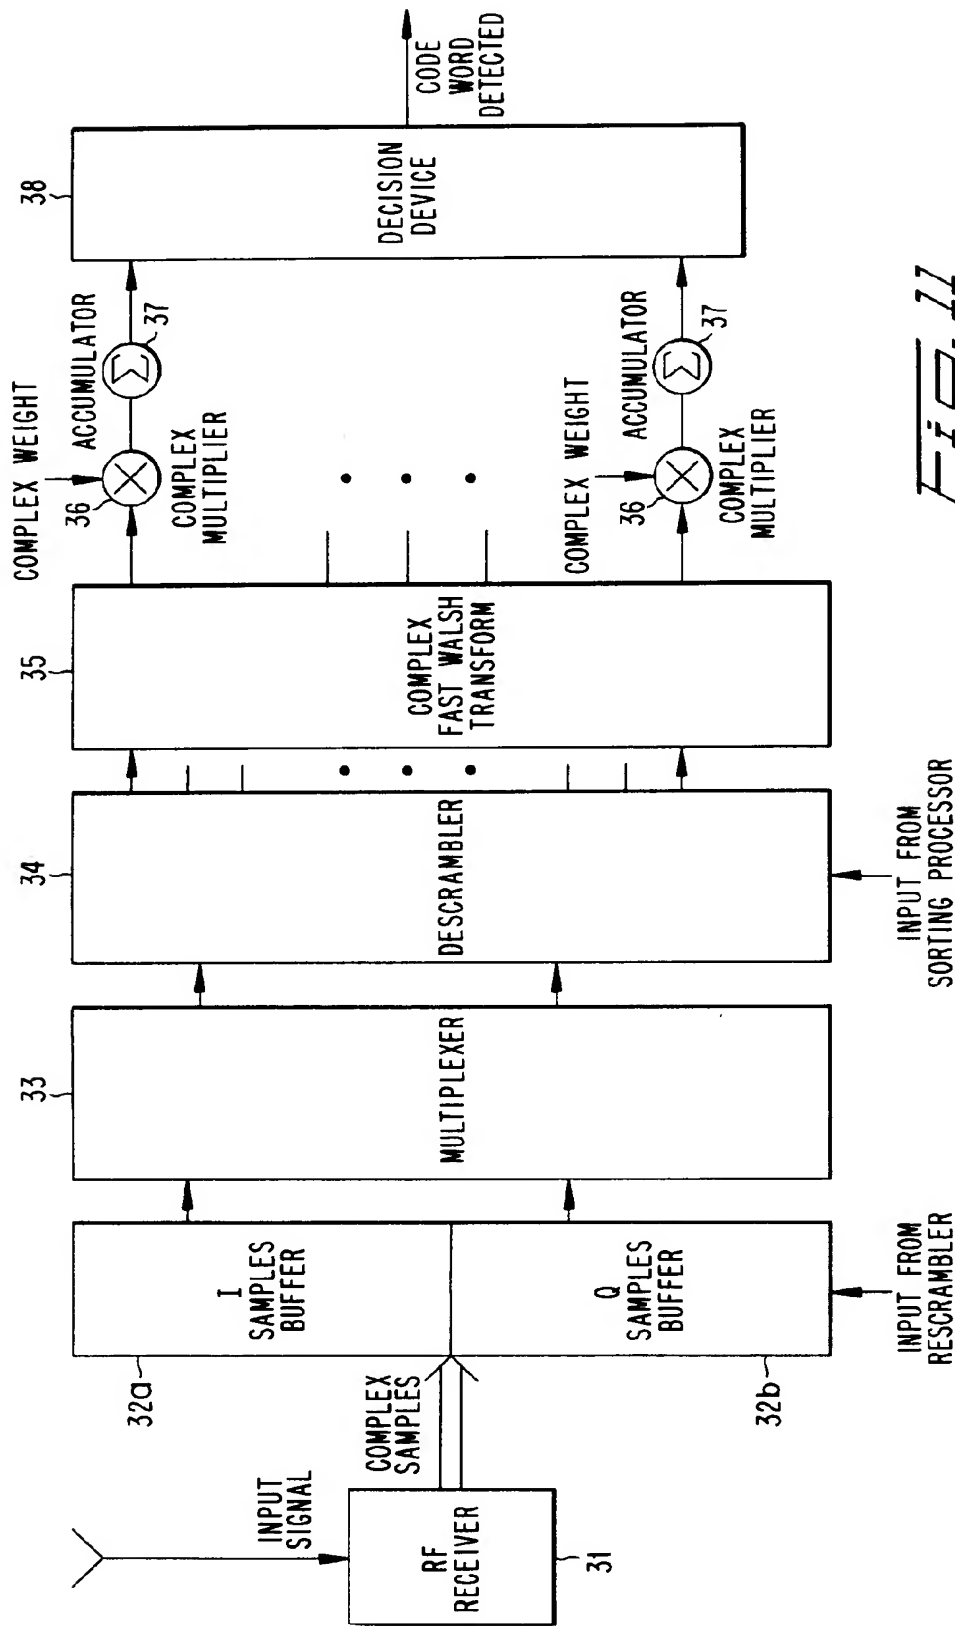 INPUT
SIGNAL
RF
RECEIVER
31
COMPLEX
SAMPLES
32a
I
SAMPLES
BUFFER
Q
SAMPLES
BUFFER
32b
INPUT FROM
RESCRAMBLER
33
MULTIPLEXER
34
DESCRAMBLER
INPUT FROM
SORTING PROCESSOR
35
COMPLEX
FAST WALSH
TRANSFORM
COMPLEX WEIGHT
36
COMPLEX
MULTIPLIER
ACCUMULATOR
Σ
37
COMPLEX WEIGHT
36
COMPLEX
MULTIPLIER
ACCUMULATOR
Σ
37
38
DECISION
DEVICE
CODE
WORD
DETECTED
Fig. 11